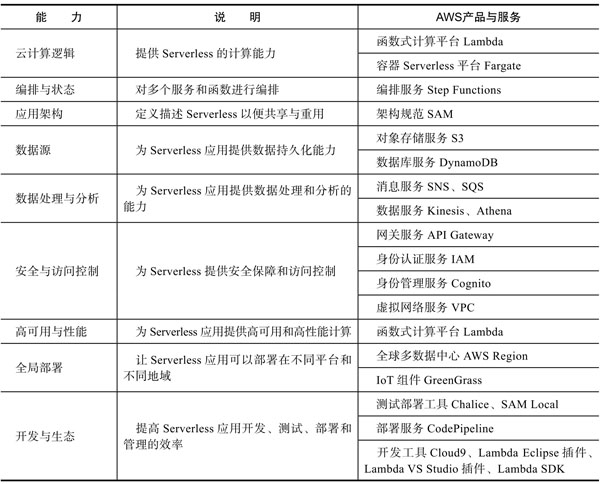 能 力 说 明 AWS产品与服务
云计算逻辑 提供 Serverless 的计算能力 函数式计算平台 Lambda
容器 Serverless 平台 Fargate
编排与状态 对多个服务和函数进行编排 编排服务 Step Functions
应用架构 定义描述 Serverless 以便共享与重用 架构规范 SAM
数据源 为 Serverless 应用提供数据持久化能力 对象存储服务 S3
数据库服务 DynamoDB
数据处理与分析 为 Serverless 应用提供数据处理和分析的
能力
消息服务 SNS、SQS
数据服务 Kinesis、Athena
安全与访问控制 为 Serverless 提供安全保障和访问控制 网关服务 API Gateway
身份认证服务 IAM
身份管理服务 Cognito
虚拟网络服务 VPC
高可用与性能 为 Serverless 应用提供高可用和高性能计算 函数式计算平台 Lambda
全局部署 让 Serverless 应用可以部署在不同平台和
不同地域
全球多数据中心 AWS Region
IoT 组件 GreenGrass
开发与生态 提高 Serverless 应用开发、测试、部署和
管理的效率
测试部署工具 Chalice、SAM Local
部署服务 CodePipeline
开发工具 Cloud9、Lambda Eclipse 插件、
Lambda VS Studio 插件、Lambda SDK